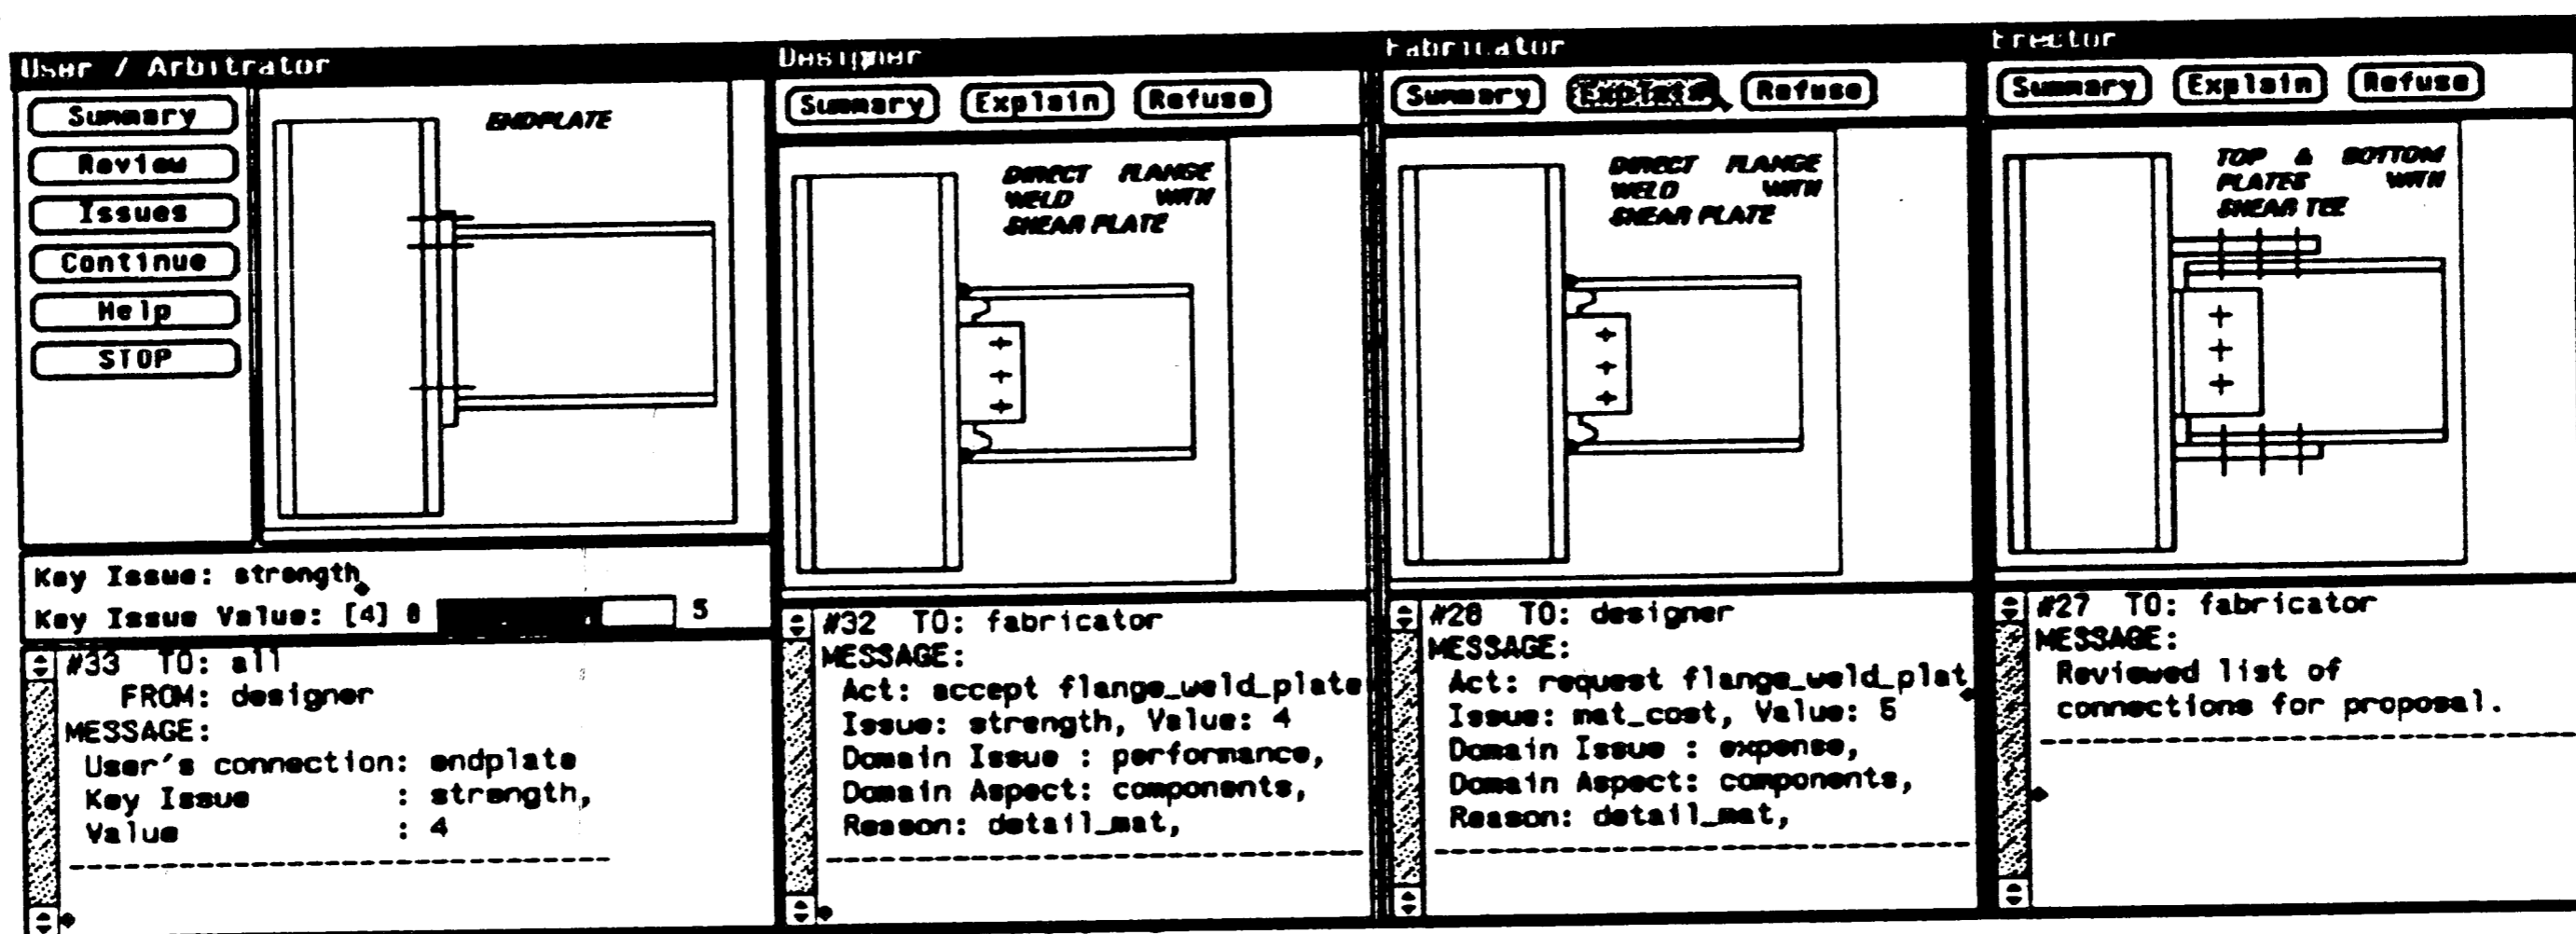 User / Arbitrator
Summary
Review
Issues
Continue
Help
STOP
ENDPLATE
Key Issue: strength
Key Issue Value: [4] 0 5
#33 TO: all
FROM: designer
MESSAGE:
User's connection: endplate
Key Issue : strength,
Value : 4
------------------------------
Designer
Summary Explain Refuse
DIRECT FLANGE
WELD WITH
SHEAR PLATE
#32 TO: fabricator
MESSAGE:
Act: accept flange_weld_plate
Issue: strength, Value: 4
Domain Issue : performance,
Domain Aspect: components,
Reason: detail_mat,
------------------------------
Fabricator
Summary Explain Refuse
DIRECT FLANGE
WELD WITH
SHEAR PLATE
#28 TO: designer
MESSAGE:
Act: request flange_weld_plat
Issue: mat_cost, Value: 5
Domain Issue : expense,
Domain Aspect: components,
Reason: detail_mat,
------------------------------
Erector
Summary Explain Refuse
TOP & BOTTOM
PLATES WITH
SHEAR TEE
#27 TO: fabricator
MESSAGE:
Reviewed list of
connections for proposal.
------------------------------